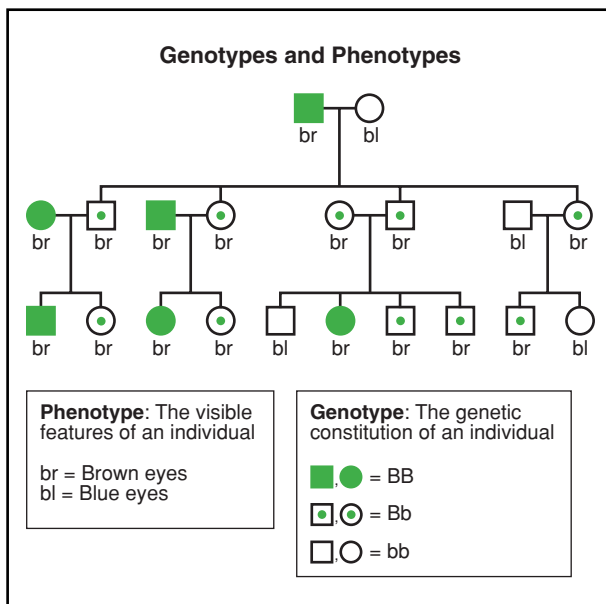 Genotypes and Phenotypes
br bl
br br br br br br bl br
br br br br bl br br br br bl
Phenotype: The visible
features of an individual
br = Brown eyes
bl = Blue eyes
Genotype: The genetic
constitution of an individual
, = BB
, = Bb
, = bb